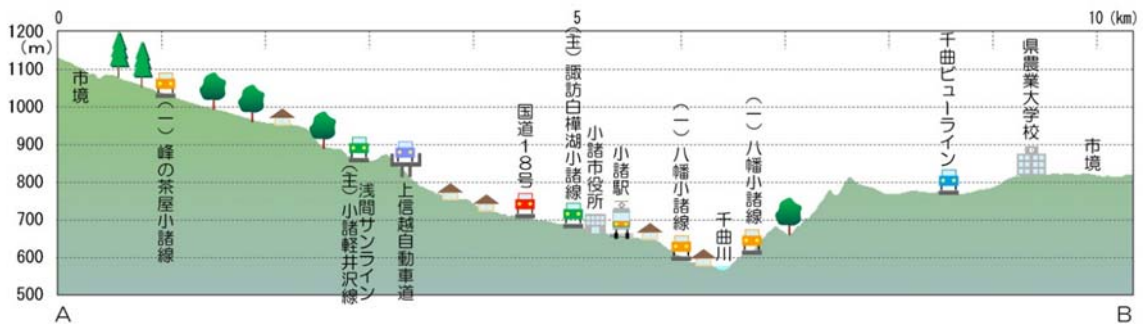 0
5
10 (km)
1200
(m)
1100
1000
900
800
700
600
500
市境
(一)峰の茶屋小諸線
(主)小諸軽井沢線
浅間サンライン
上信越自動車道
国道18号
(主)諏訪白樺湖小諸線
小諸市役所
小諸駅
(一)八幡小諸線
千曲川
(一)八幡小諸線
千曲ビューライン
県農業大学校
市境
A
B